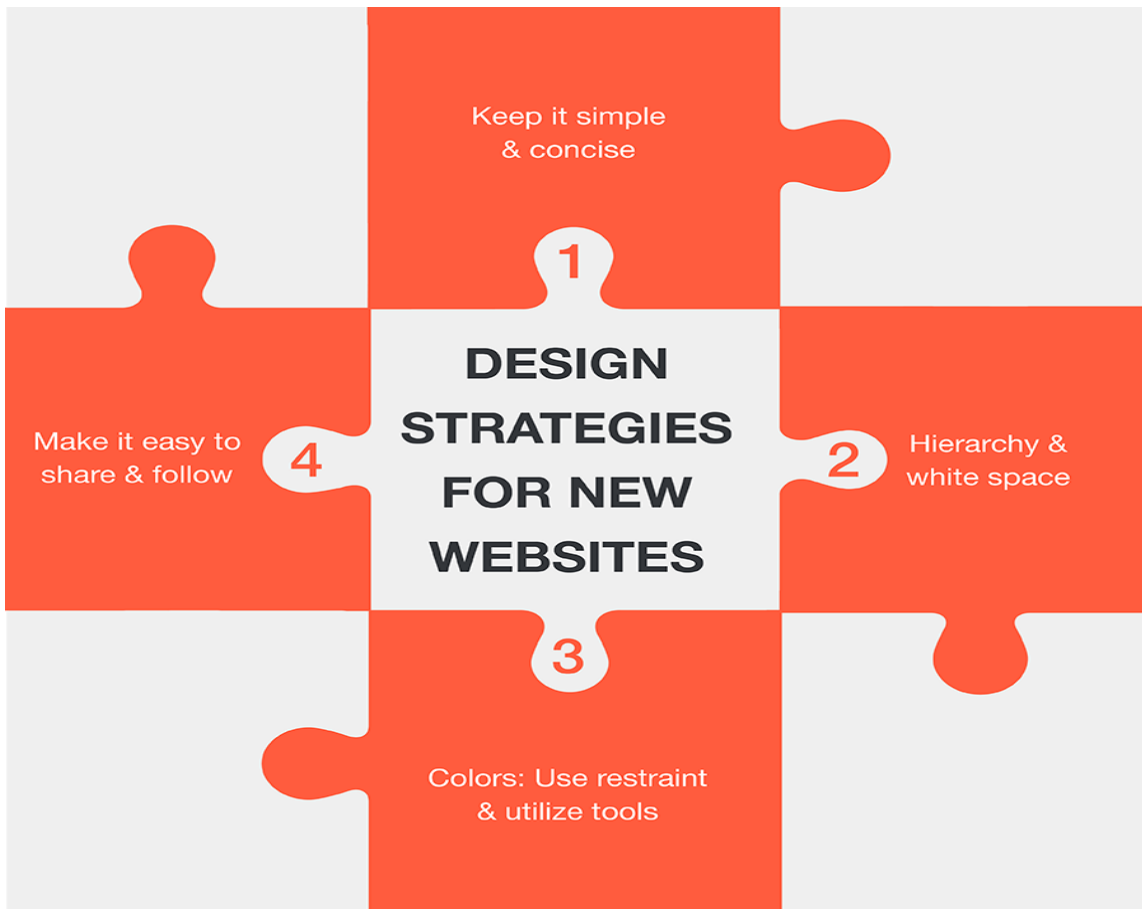 Keep it simple
& concise
1
DESIGN
STRATEGIES
FOR NEW
WEBSITES
2
Hierarchy &
white space
3
Colors: Use restraint
& utilize tools
4
Make it easy to
share & follow